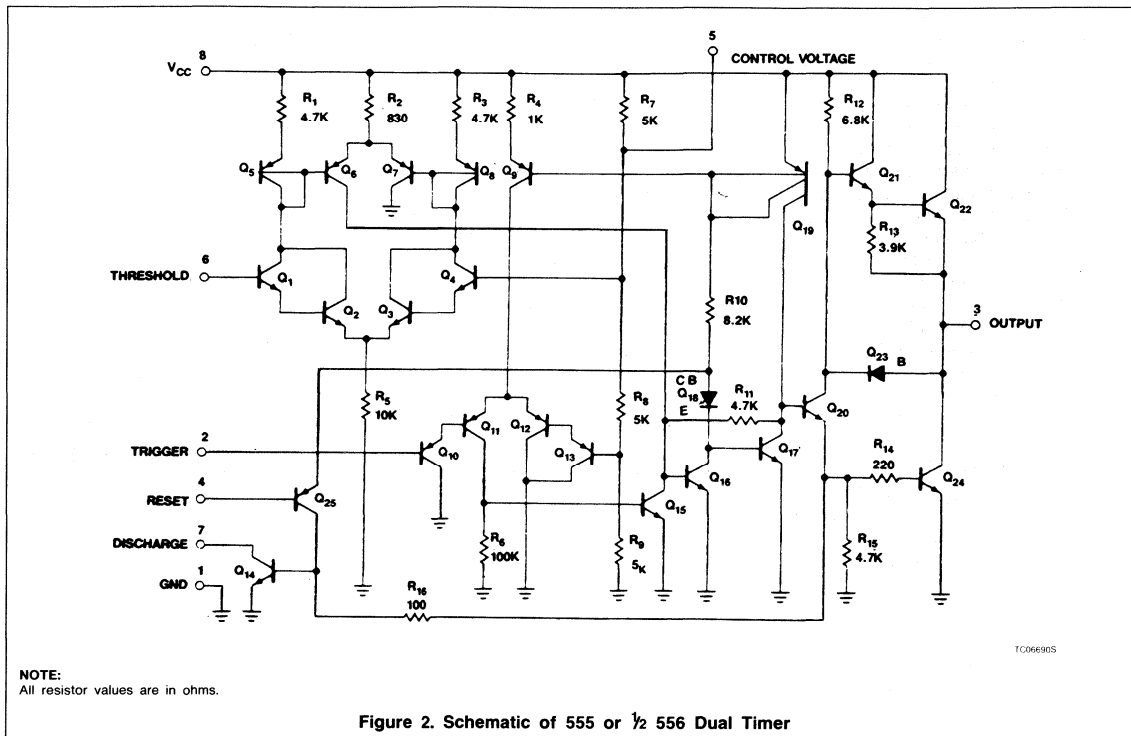 5
CONTROL VOLTAGE
8
VCC
R1
4.7K
R2
830
R3
4.7K
R4
1K
R7
5K
R12
6.8K
Q5
Q6
Q7
Q8
Q9
Q19
Q21
Q22
R13
3.9K
6
THRESHOLD
Q1
Q2
Q3
Q4
R10
8.2K
3
OUTPUT
Q23
B
C B
Q18
E
R11
4.7K
Q20
R5
10K
R8
5K
2
TRIGGER
Q10
Q11
Q12
Q13
Q17
R14
220
4
RESET
Q25
Q15
Q16
Q24
7
DISCHARGE
Q14
R6
100K
R9
5K
R15
4.7K
1
GND
R16
100
TC06690S
NOTE:
All resistor values are in ohms.
Figure 2. Schematic of 555 or ½ 556 Dual Timer